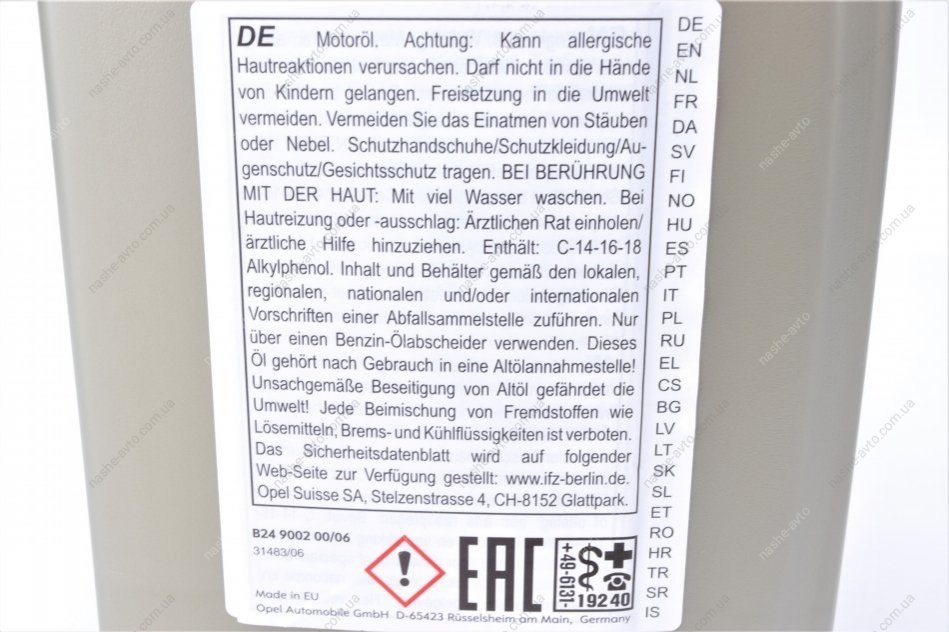 DE Motoröl. Achtung: Kann allergische
Hautreaktionen verursachen. Darf nicht in die Hände
von Kindern gelangen. Freisetzung in die Umwelt
vermeiden. Vermeiden Sie das Einatmen von Stäuben
oder Nebel. Schutzhandschuhe/Schutzkleidung/Au-
genschutz/Gesichtsschutz tragen. BEI BERÜHRUNG
MIT DER HAUT: Mit viel Wasser waschen. Bei
Hautreizung oder -ausschlag: Ärztlichen Rat einholen/
ärztliche Hilfe hinzuziehen. Enthält: C-14-16-18
Alkylphenol. Inhalt und Behälter gemäß den lokalen,
regionalen, nationalen und/oder internationalen
Vorschriften einer Abfallsammelstelle zuführen. Nur
über einen Benzin-Ölabscheider verwenden. Dieses
Öl gehört nach Gebrauch in eine Altölannahmestelle!
Unsachgemäße Beseitigung von Altöl gefährdet die
Umwelt! Jede Beimischung von Fremdstoffen wie
Lösemitteln, Brems- und Kühlflüssigkeiten ist verboten.
Das Sicherheitsdatenblatt wird auf folgender
Web-Seite zur Verfügung gestellt: www.ifz-berlin.de.
Opel Suisse SA, Stelzenstrasse 4, CH-8152 Glattpark.
DE
EN
NL
FR
DA
SV
FI
NO
HU
ES
PT
IT
PL
RU
EL
CS
BG
LV
LT
SK
SL
ET
RO
HR
TR
SR
IS
B24 9002 00/06
31483/06
Made in EU
Opel Automobile GmbH D-65423 Rüsselsheim am Main, Germany
!
EAC
+49-6131-
19240
nashe-avto.com.ua